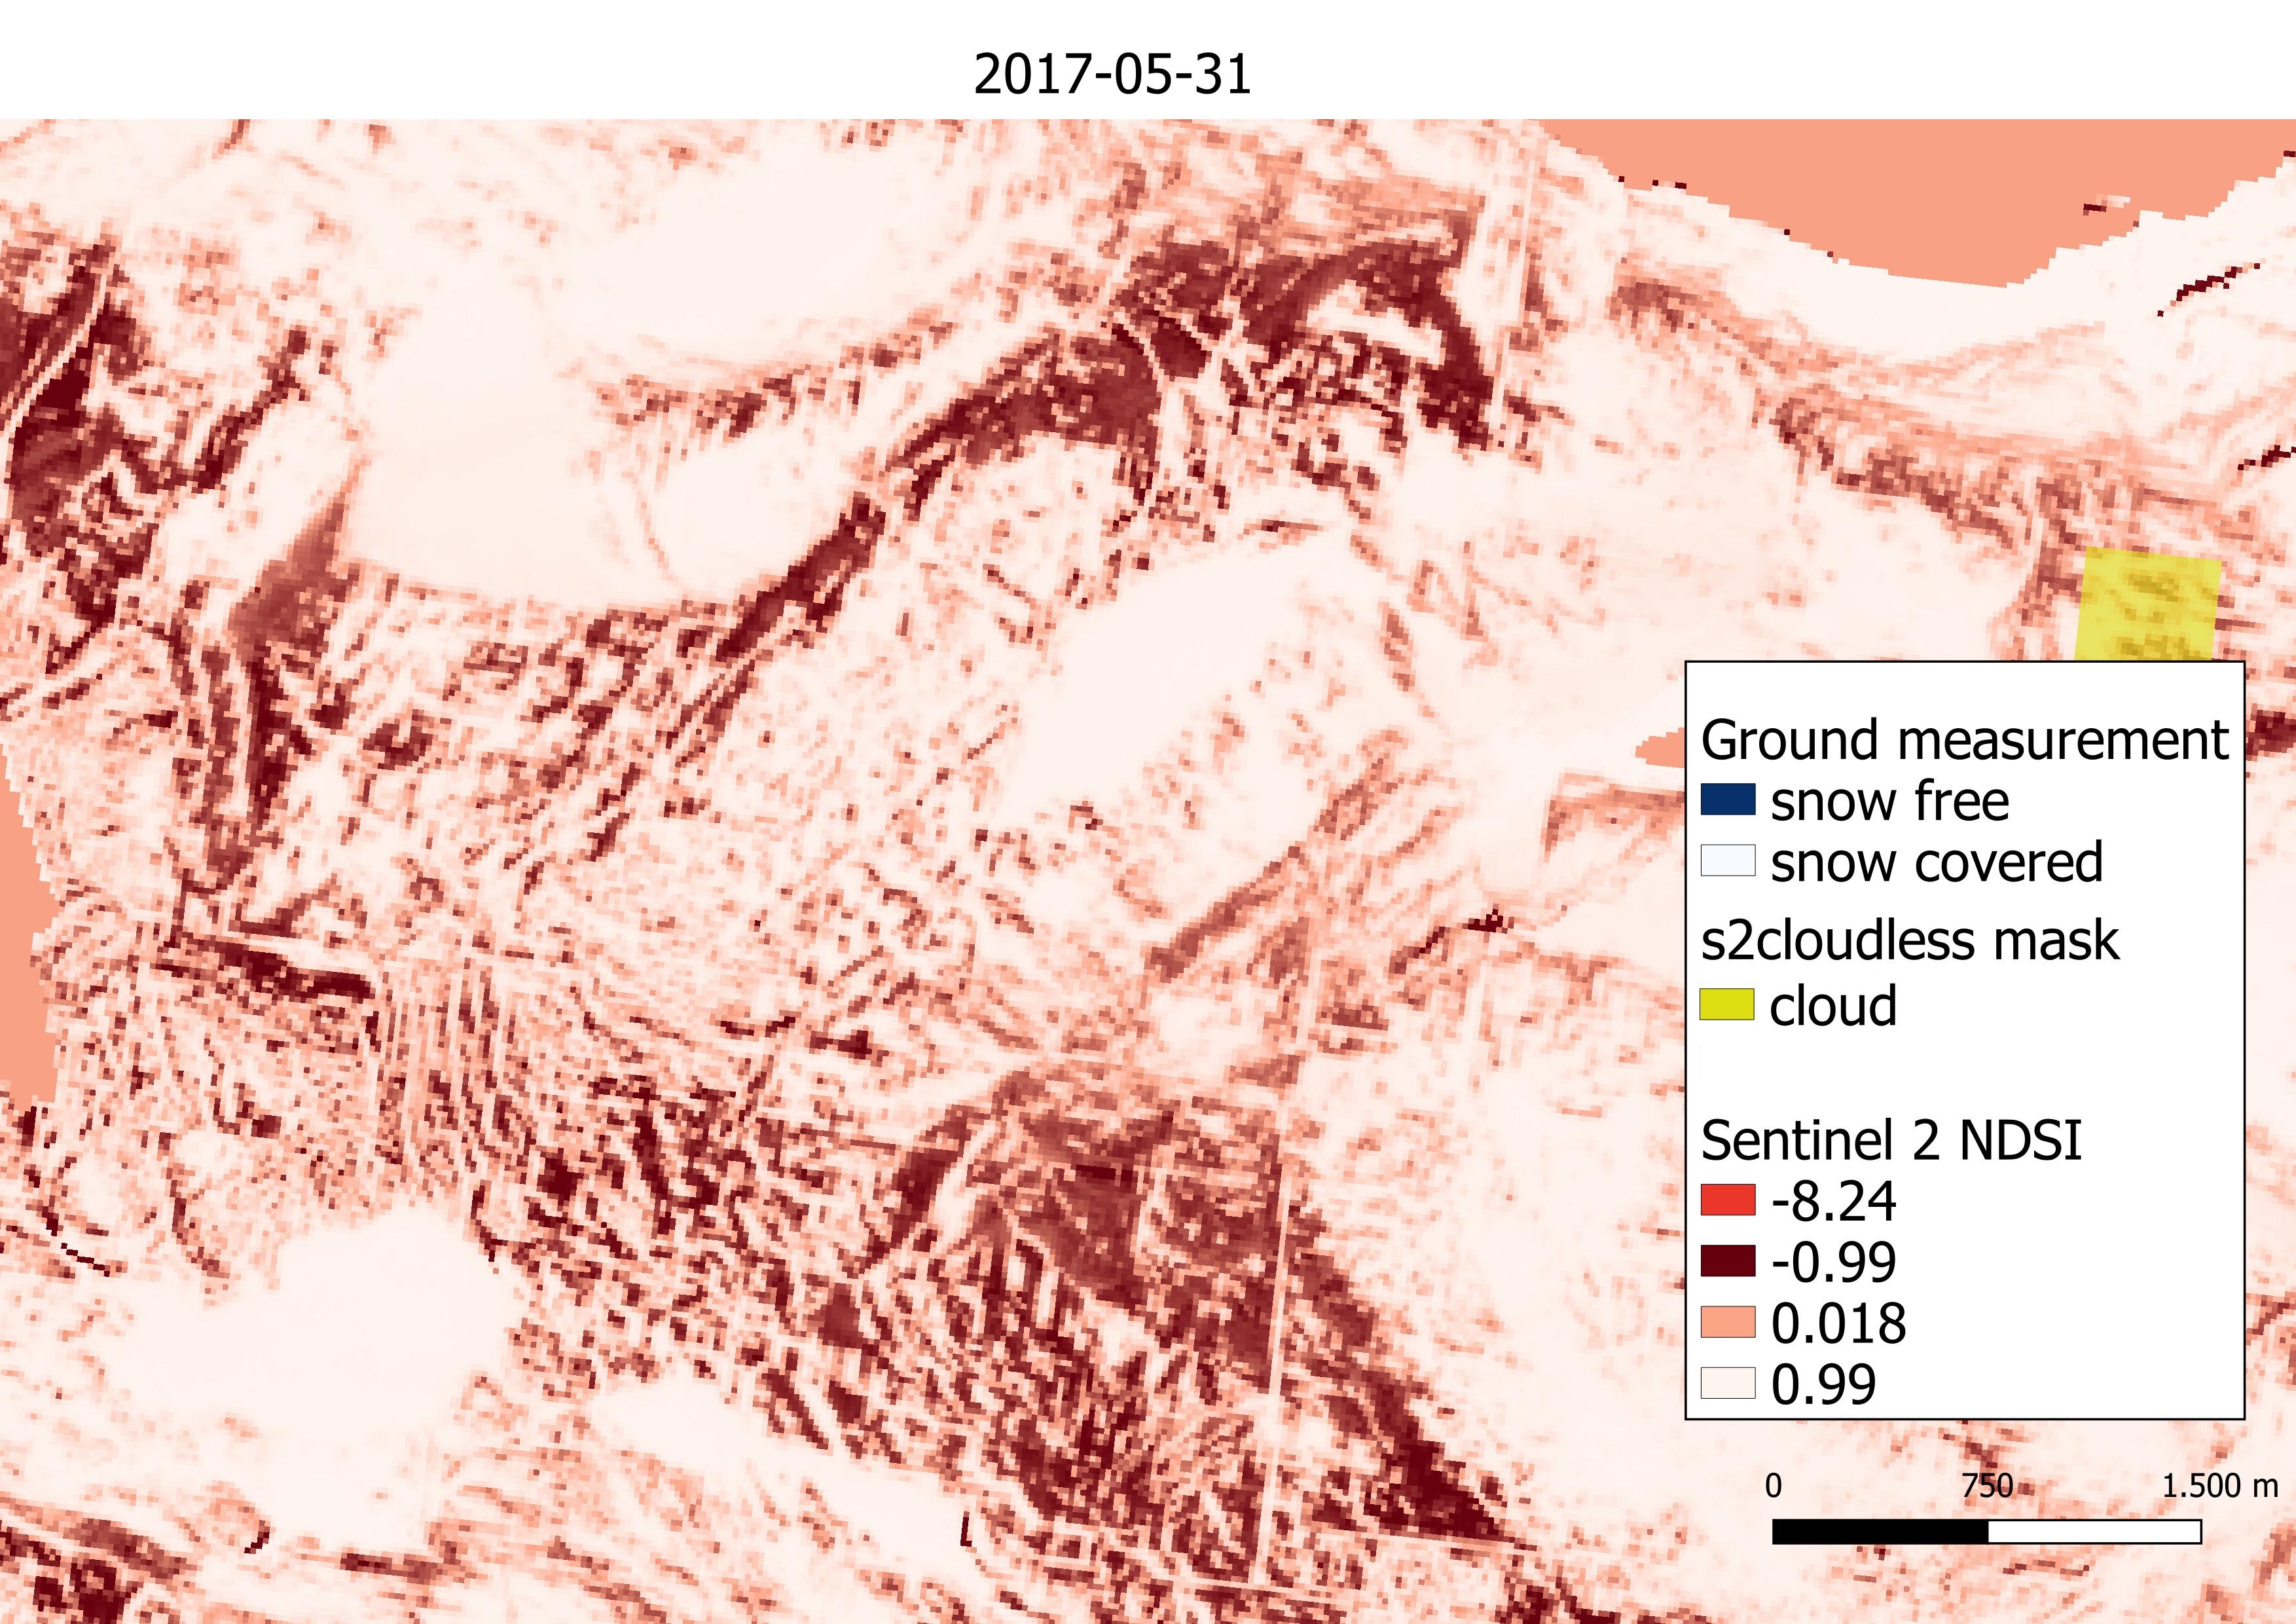 2017-05-31
Ground measurement
snow free
snow covered
s2cloudless mask
cloud
Sentinel 2 NDSI
-8.24
-0.99
0.018
0.99
0 750 1.500 m